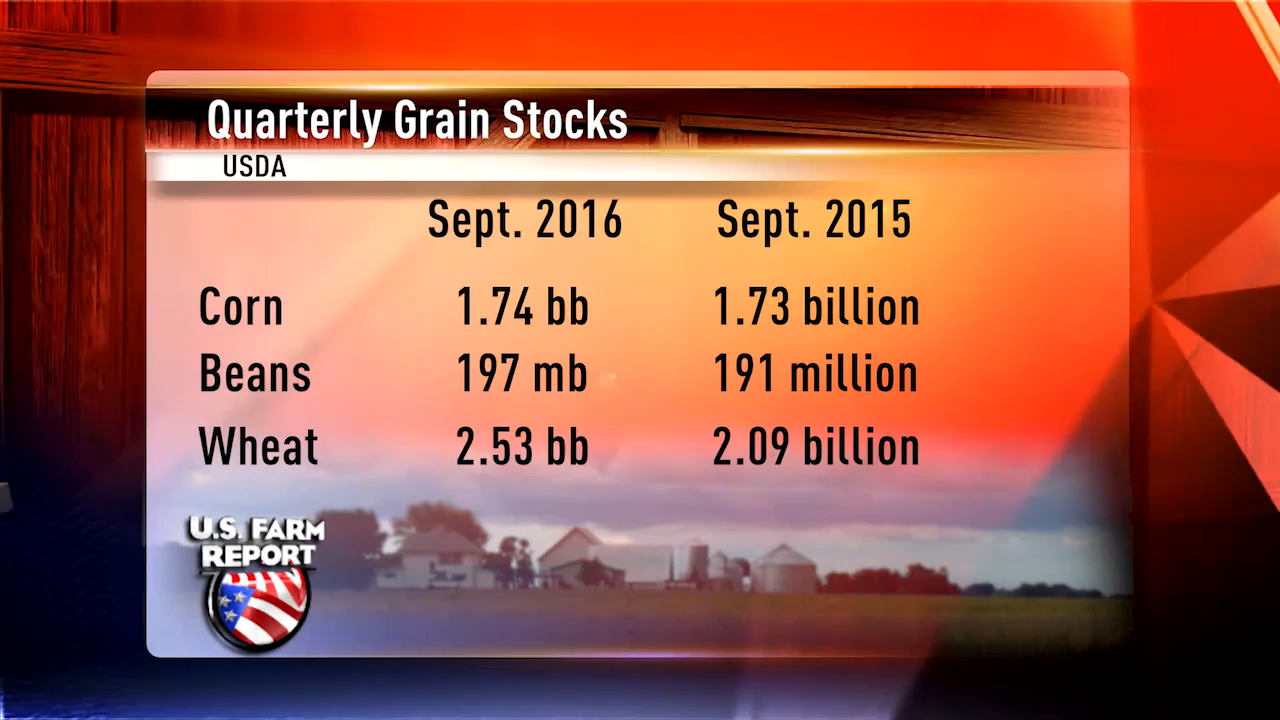 Quarterly Grain Stocks
USDA
Sept. 2016 Sept. 2015
Corn 1.74 bb 1.73 billion
Beans 197 mb 191 million
Wheat 2.53 bb 2.09 billion
U.S. FARM
REPORT